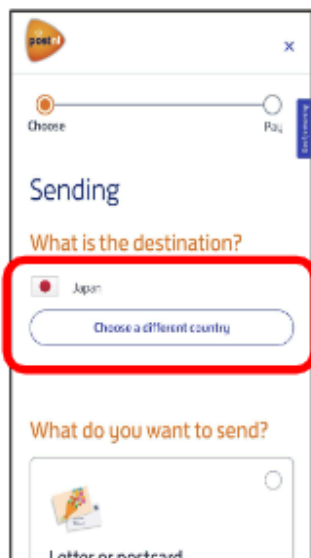 postnl
×
Choose
Pay
Sending
What is the destination?
Japan
Choose a different country
What do you want to send?
Letter or postcard